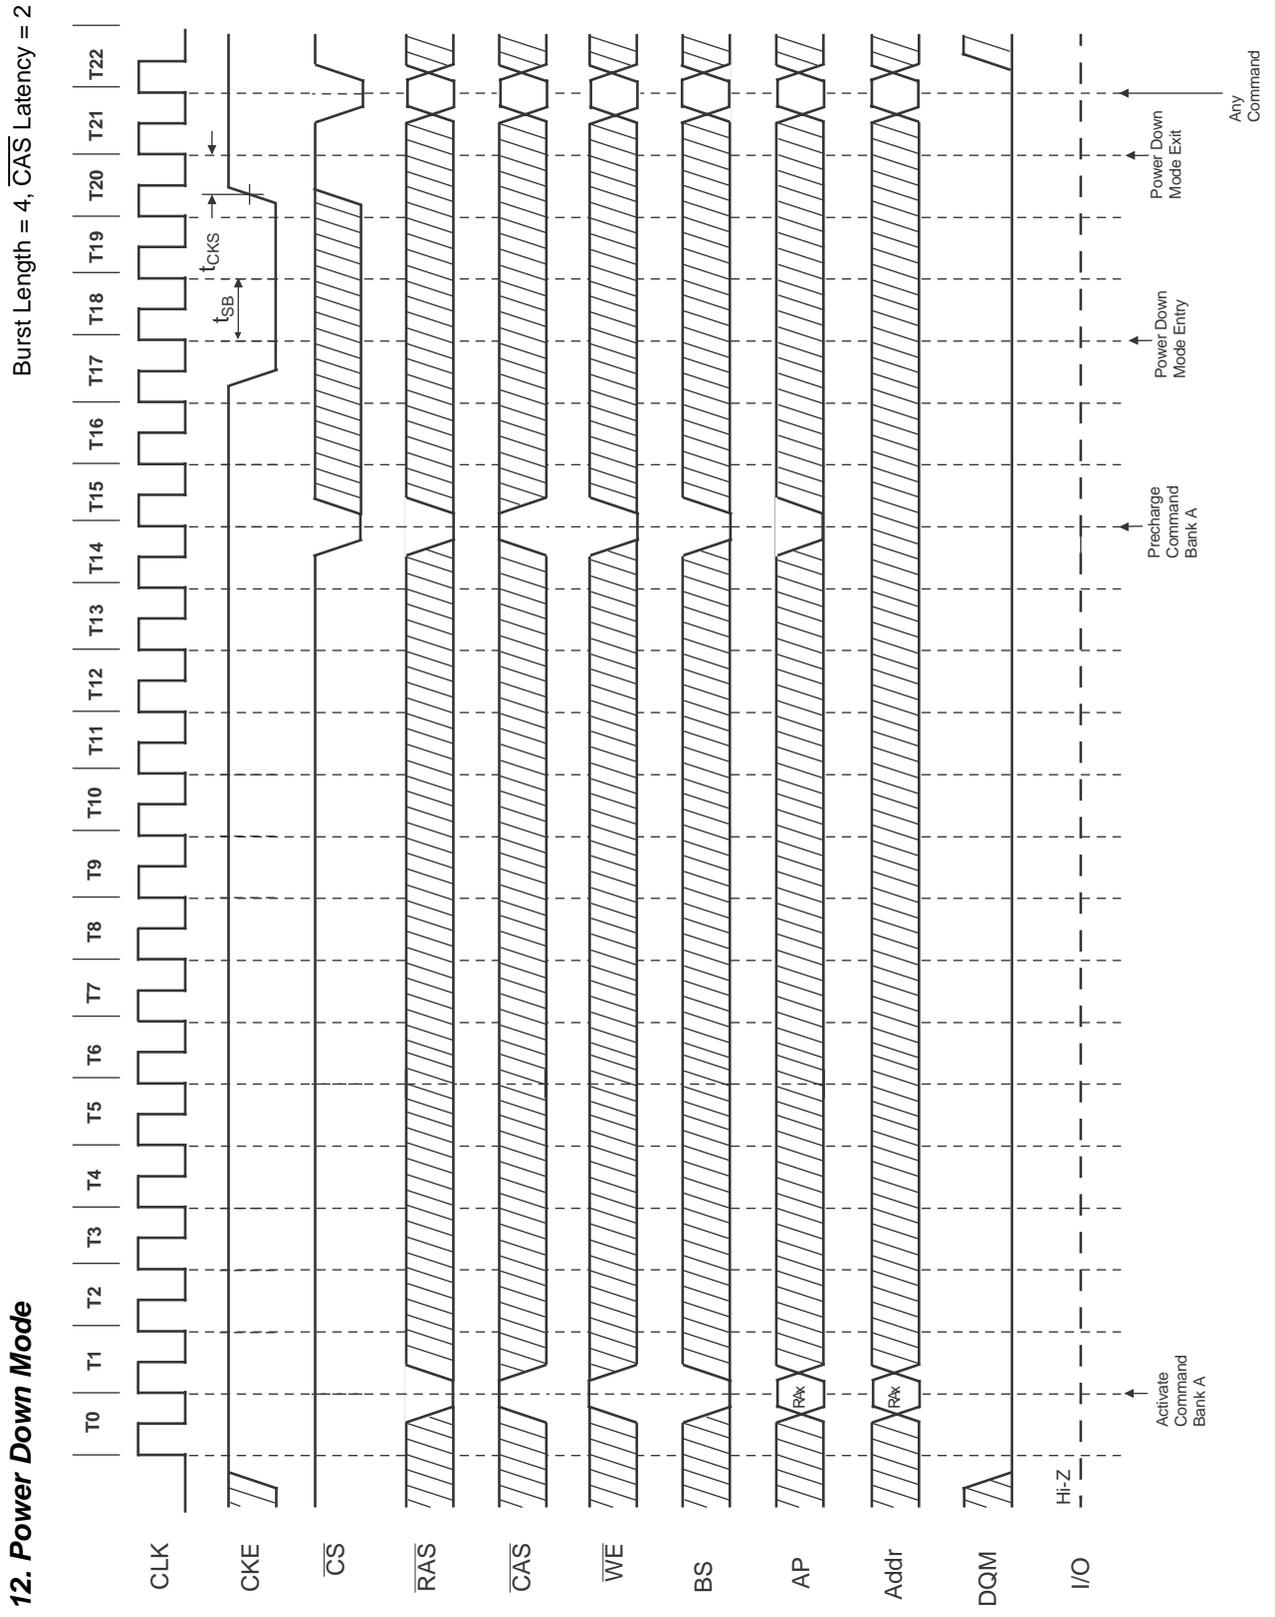 12. Power Down Mode
Burst Length = 4, CAS Latency = 2
T0 T1 T2 T3 T4 T5 T6 T7 T8 T9 T10 T11 T12 T13 T14 T15 T16 T17 T18 T19 T20 T21 T22
CLK
tCKS
CKE
tSB
CS
RAS
CAS
WE
BS
AP
RAx
Addr
RAx
DQM
I/O
Hi-Z
Activate
Command
Bank A
Precharge
Command
Bank A
Power Down
Mode Entry
Power Down
Mode Exit
Any
Command